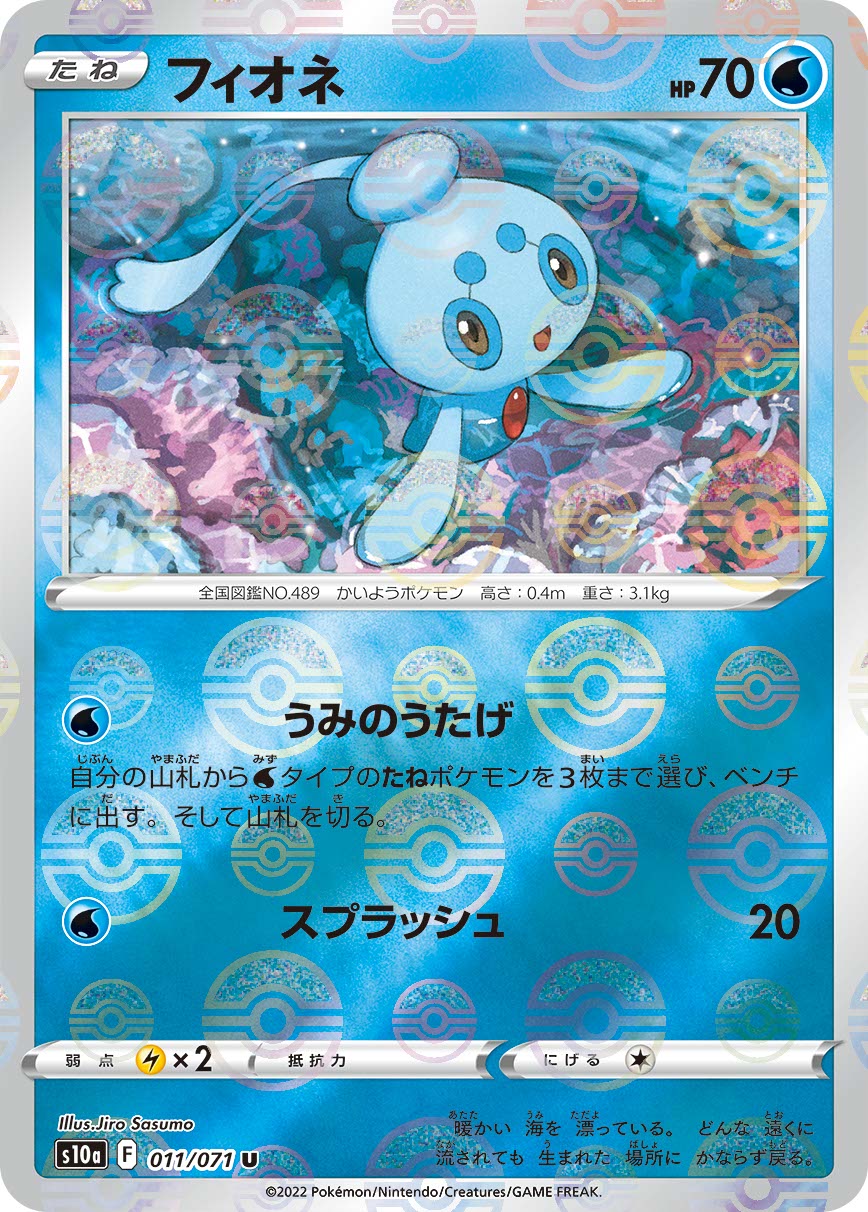 たね フィオネ HP70
全国図鑑NO.489 かいようポケモン 高さ:0.4m 重さ:3.1kg
うみのうたげ
自分の山札からタイプのたねポケモンを3枚まで選び、ベンチ
に出す。そして山札を切る。
スプラッシュ 20
弱点 ×2 抵抗力 にげる
Illus.Jiro Sasumo
s10a F 011/071 U
暖かい 海を 漂っている。 どんな 遠くに
流されても 生まれた 場所に かならず戻る。
©2022 Pokémon/Nintendo/Creatures/GAME FREAK.